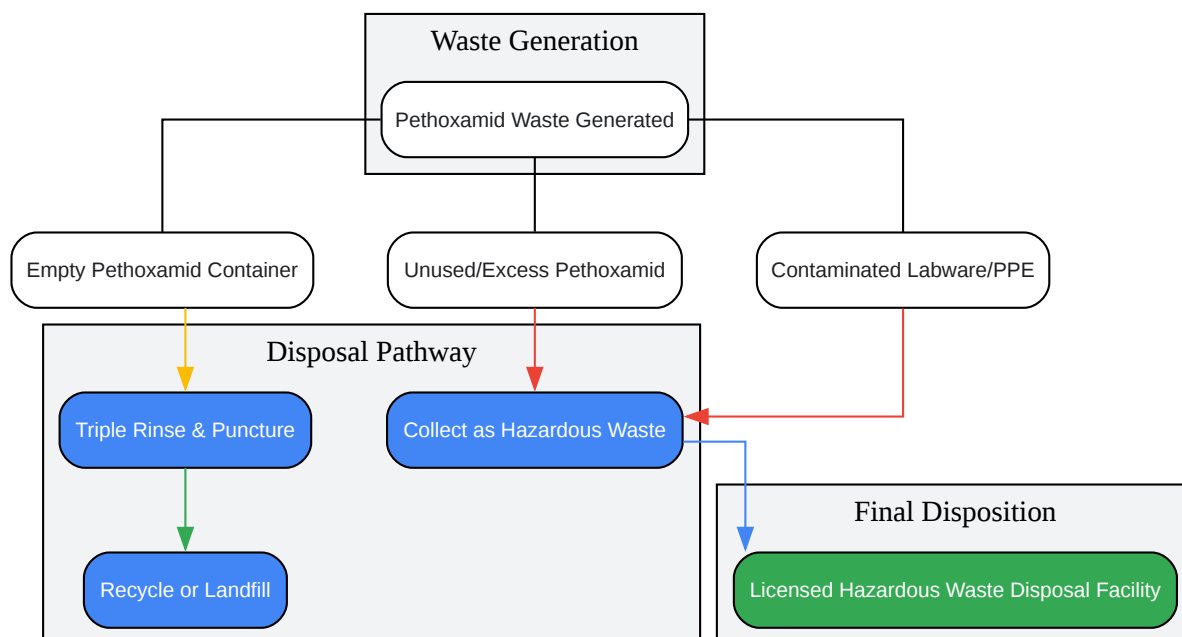 Waste Generation
Pethoxamid Waste Generated
Empty Pethoxamid Container
Unused/Excess Pethoxamid
Contaminated Labware/PPE
Disposal Pathway
Triple Rinse & Puncture
Collect as Hazardous Waste
Final Disposition
Recycle or Landfill
Licensed Hazardous Waste Disposal Facility